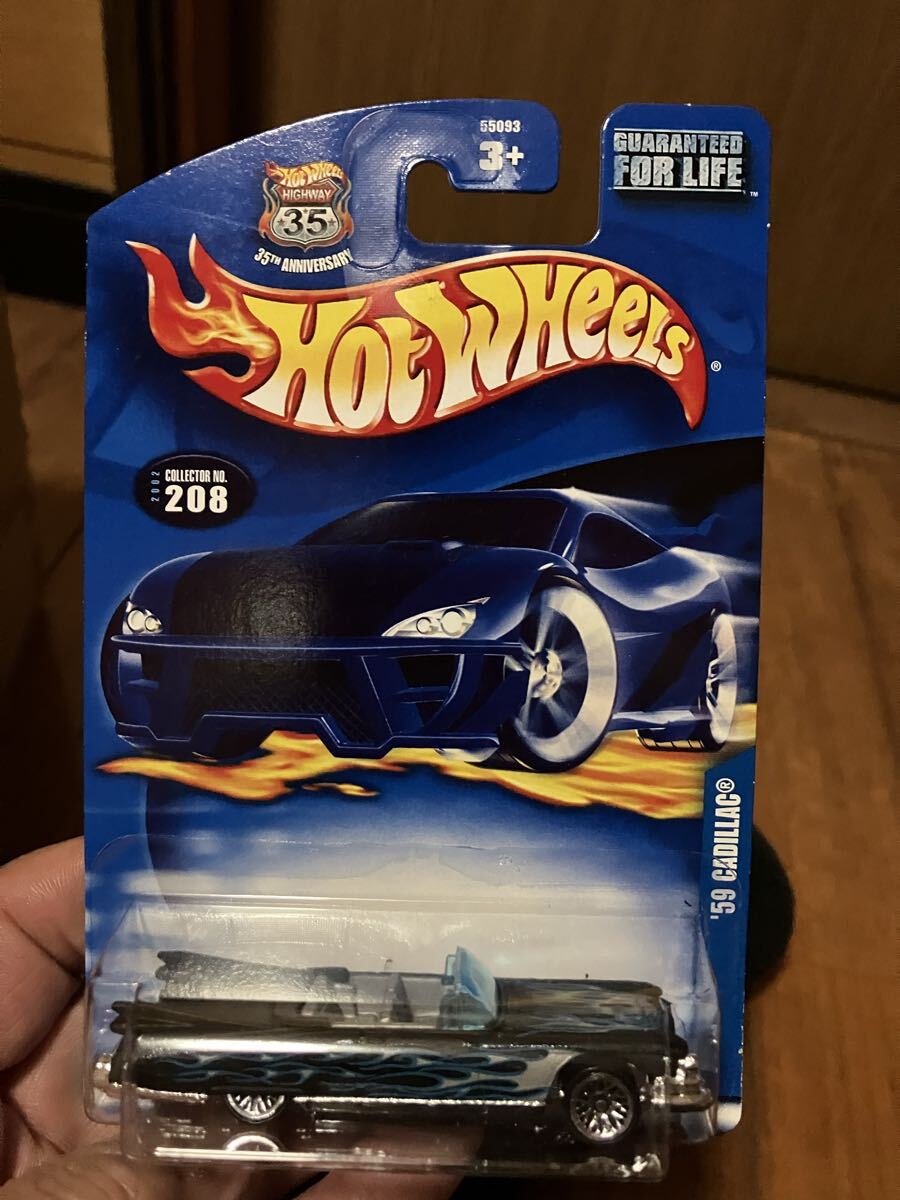 55093
3+
GUARANTEED
FOR LIFE
™
HOT WHEELS
HIGHWAY
35
35TH ANNIVERSARY
HOT WHEELS®
2002
COLLECTOR NO.
208
'59 CADILLAC®